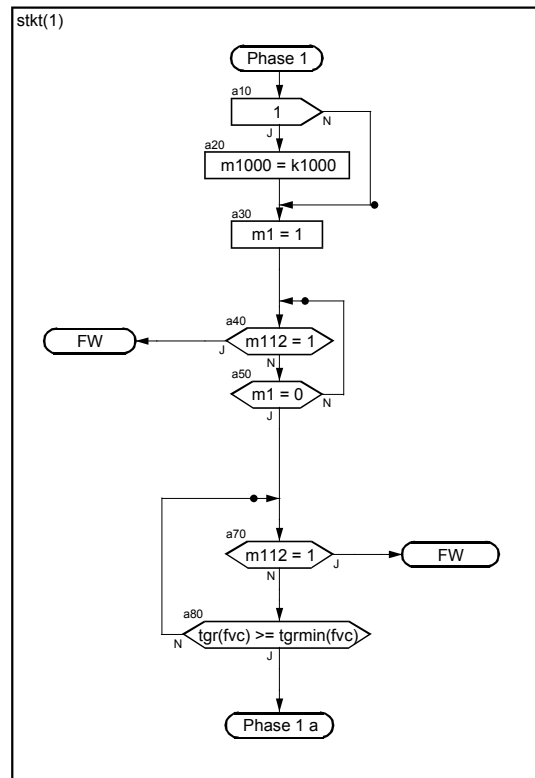 stkt(1)
Phase 1
a10
1
N
J
a20
m1000 = k1000
a30
m1 = 1
a40
FW
J
m112 = 1
N
a50
m1 = 0
N
J
a70
m112 = 1
J
FW
N
a80
tgr(fvc) >= tgrmin(fvc)
N
J
Phase 1 a